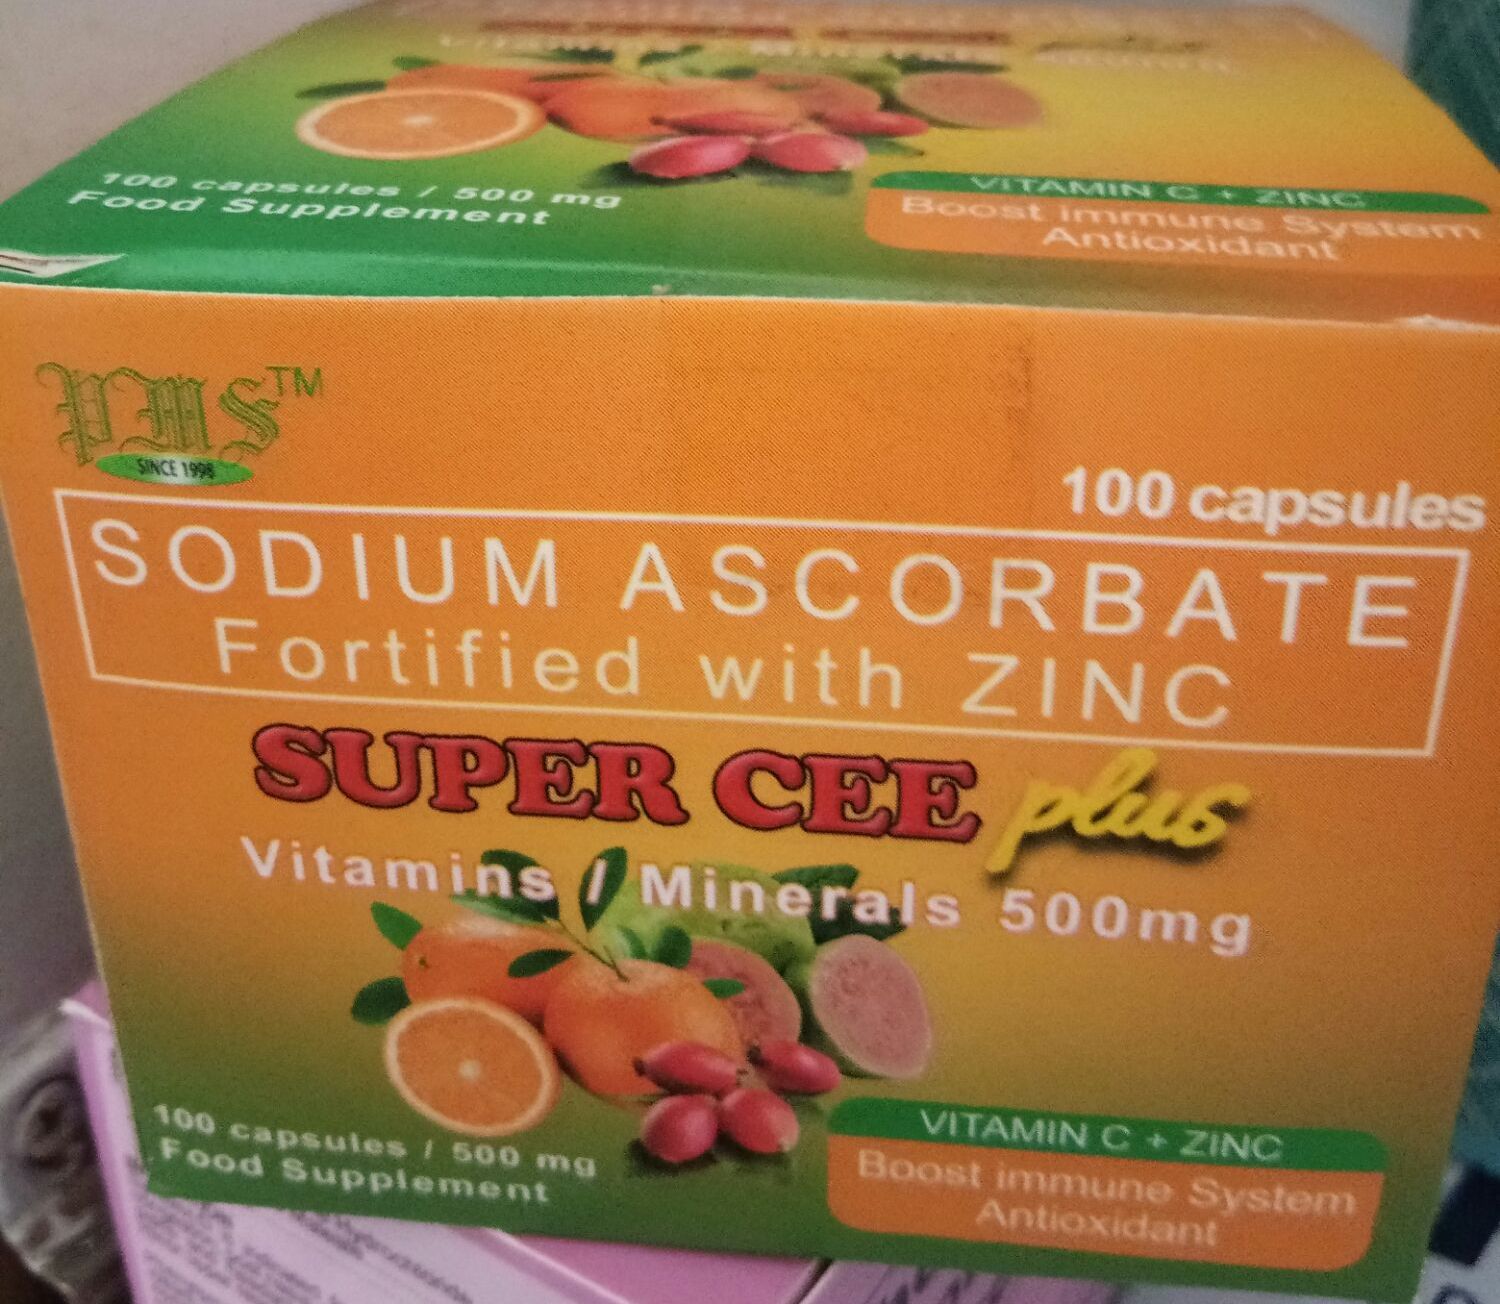 100 capsules / 500 mg
Food Supplement
VITAMIN C + ZINC
Boost immune System
Antioxidant
PMS™
SINCE 1998
100 capsules
SODIUM ASCORBATE
Fortified with ZINC
SUPER CEE plus
Vitamins / Minerals 500mg
100 capsules / 500 mg
Food Supplement
VITAMIN C + ZINC
Boost immune System
Antioxidant